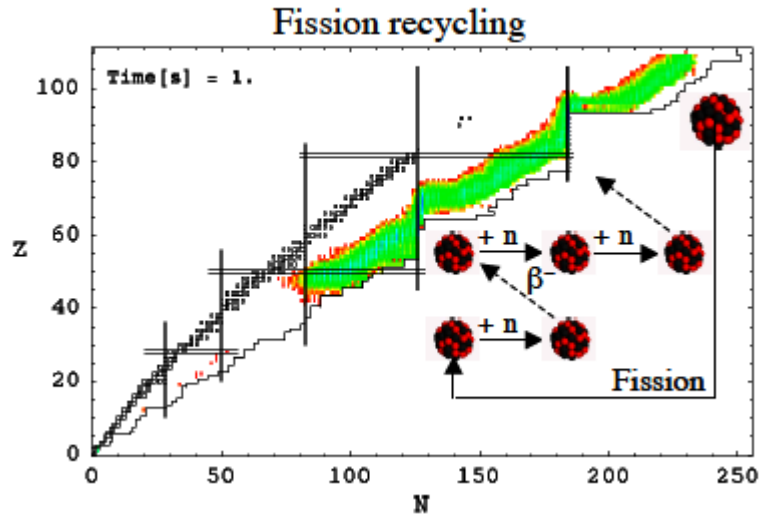 Fission recycling
Time[s] = 1.
100
80
60
Z
40
20
0
+ n
+ n
β⁻
+ n
Fission
0
50
100
150
200
250
N